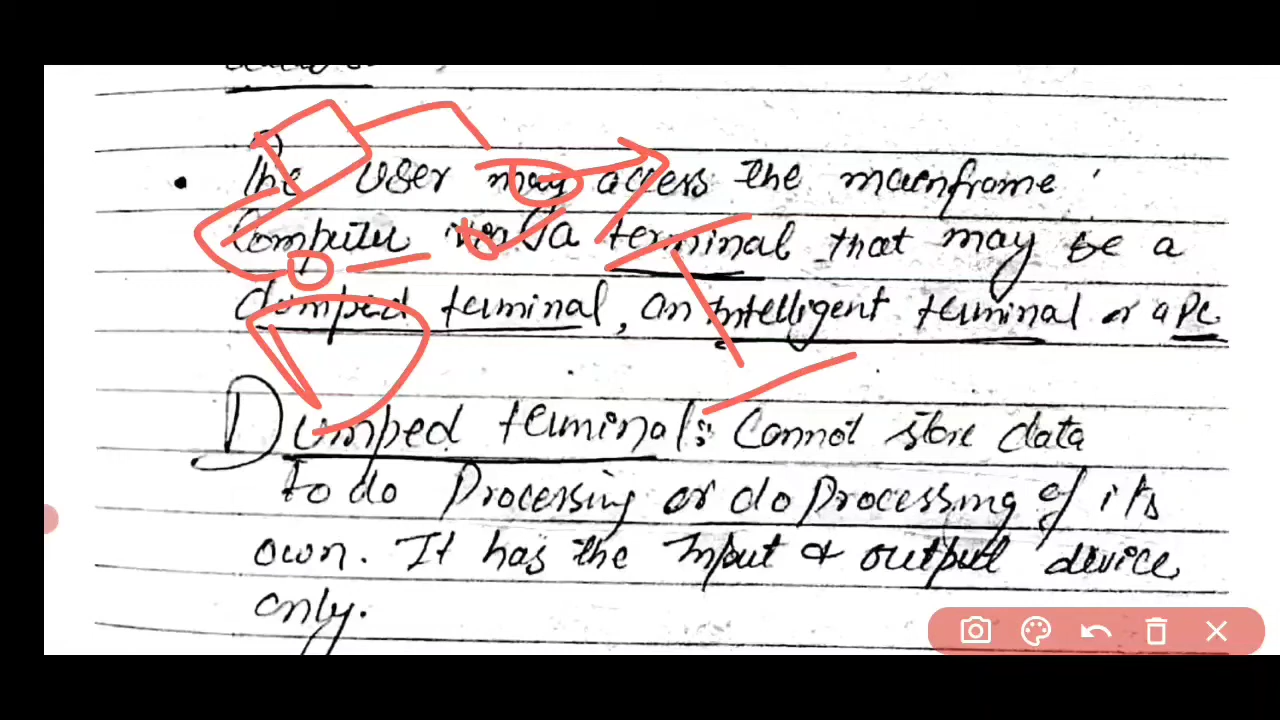 • The user may access the mainframe
Computer via a terminal that may be a
dumped terminal, an Intelligent terminal or a PC.
Dumped terminal: Cannot store data
to do Processing or do processing of its
own. It has the Input & output device
only.